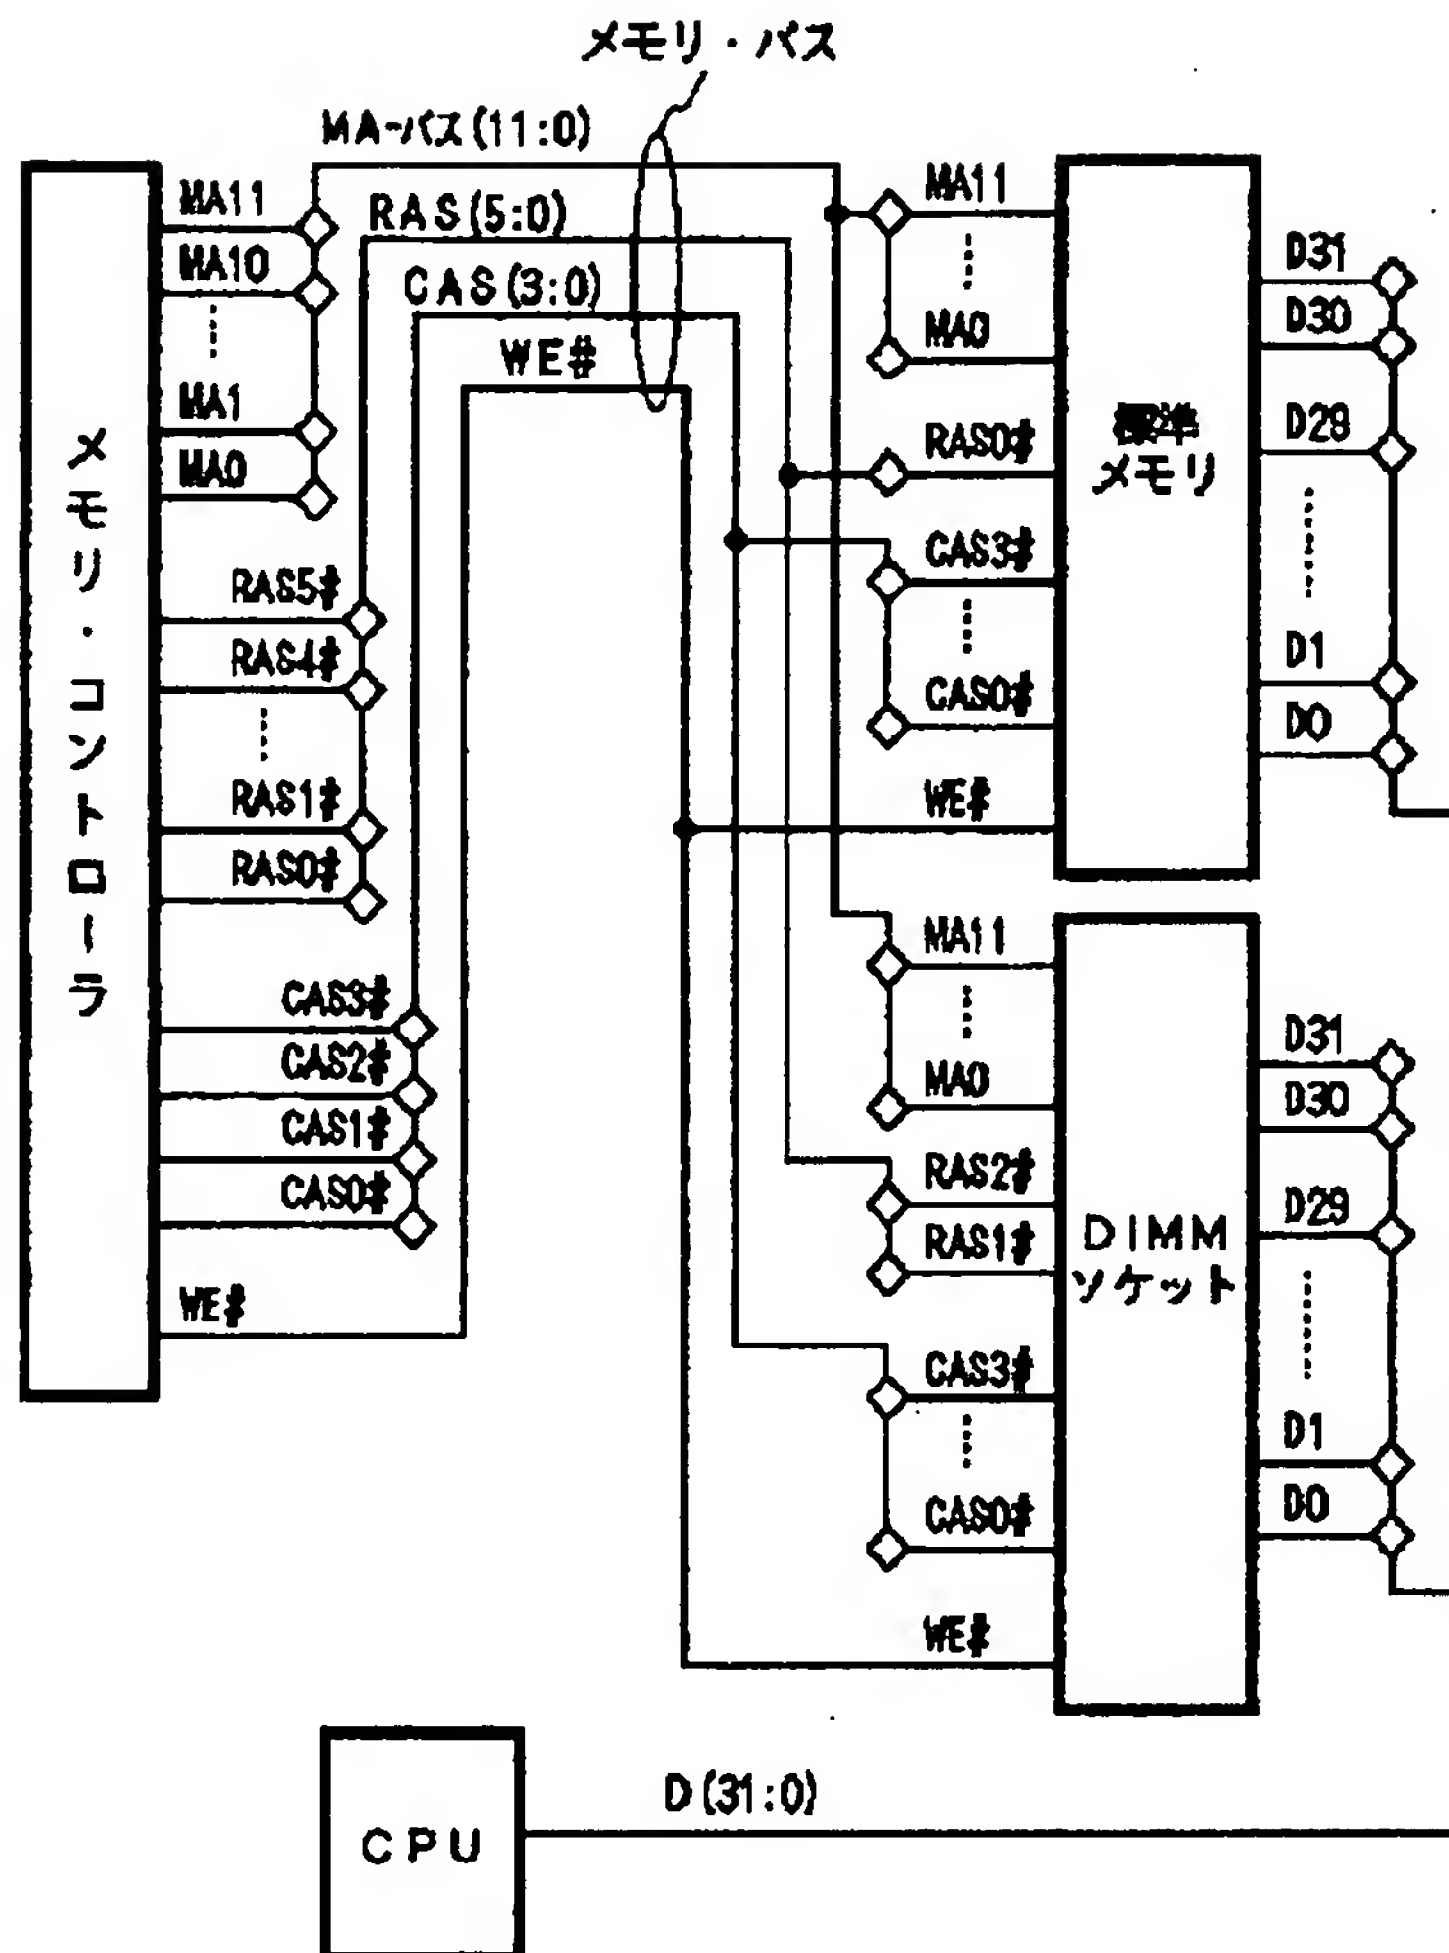 メモリ・バス
MA-バス(11:0)
RAS(5:0)
CAS(3:0)
WE#
メモリ・コントローラ
MA11
MA10
MA1
MA0
RAS5#
RAS4#
RAS1#
RAS0#
CAS3#
CAS2#
CAS1#
CAS0#
WE#
MA11
MA0
RAS0#
CAS3#
CAS0#
WE#
標準
メモリ
D31
D30
D29
D1
D0
MA11
MA0
RAS2#
RAS1#
CAS3#
CAS0#
WE#
DIMM
ソケット
D31
D30
D29
D1
D0
CPU
D(31:0)